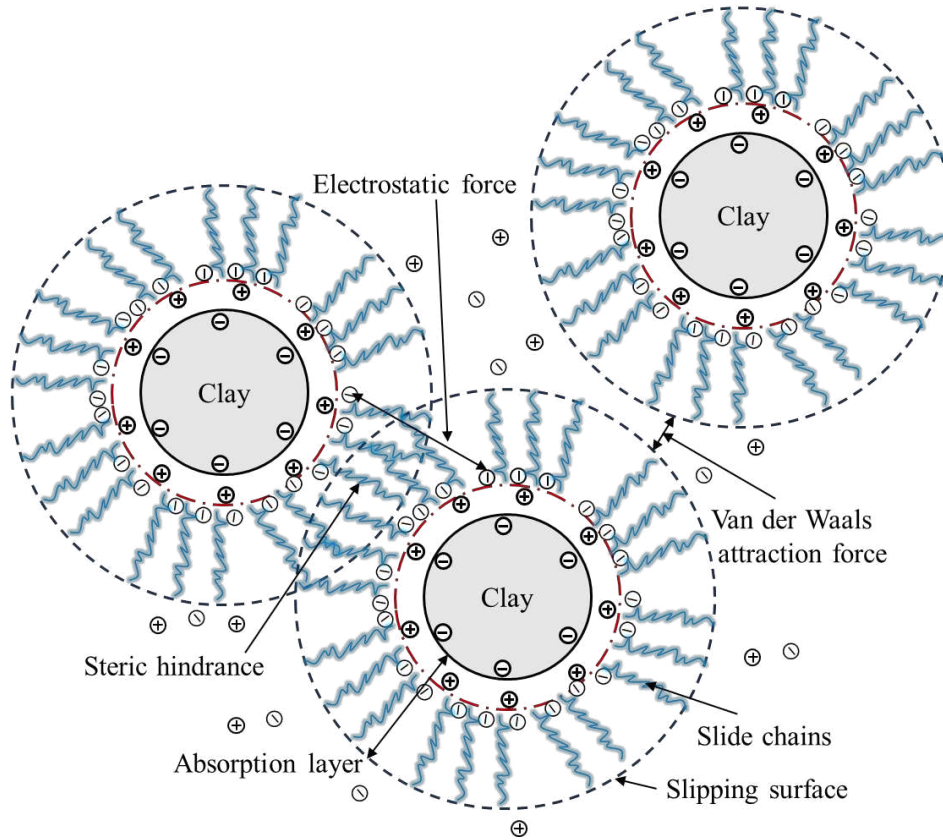 Electrostatic force
Clay
Clay
Clay
Van der Waals
attraction force
Steric hindrance
Absorption layer
Slide chains
Slipping surface